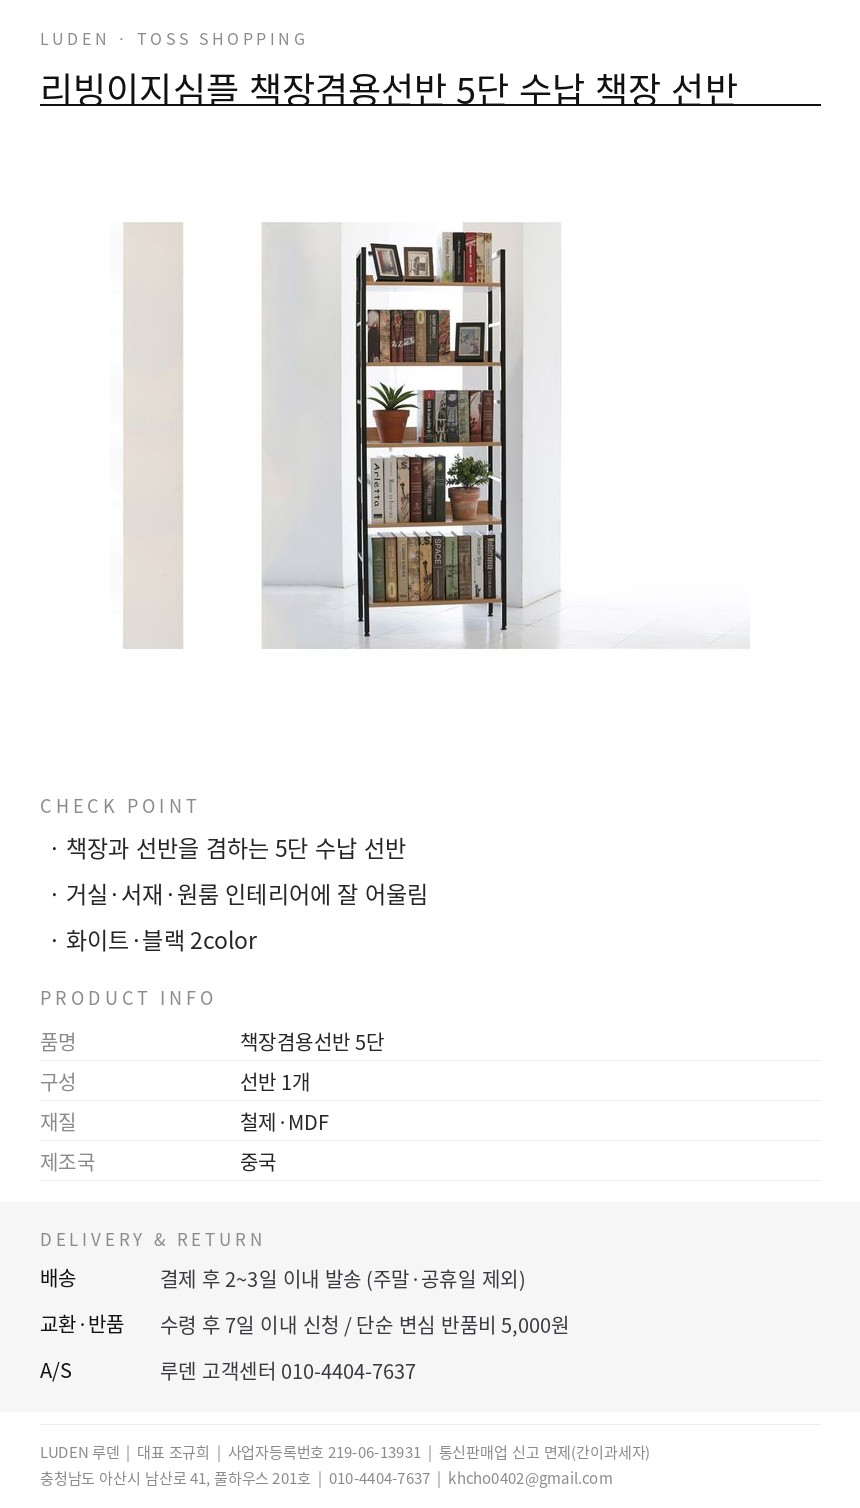 LUDEN · TOSS SHOPPING
리빙이지심플 책장겸용선반 5단 수납 책장 선반
Arletta
SPACE
CHECK POINT
· 책장과 선반을 겸하는 5단 수납 선반
· 거실·서재·원룸 인테리어에 잘 어울림
· 화이트·블랙 2color
PRODUCT INFO
품명 책장겸용선반 5단
구성 선반 1개
재질 철제·MDF
제조국 중국
DELIVERY & RETURN
배송 결제 후 2~3일 이내 발송 (주말·공휴일 제외)
교환·반품 수령 후 7일 이내 신청 / 단순 변심 반품비 5,000원
A/S 루덴 고객센터 010-4404-7637
LUDEN 루덴 | 대표 조규희 | 사업자등록번호 219-06-13931 | 통신판매업 신고 면제(간이과세자)
충청남도 아산시 남산로 41, 풀하우스 201호 | 010-4404-7637 | khcho0402@gmail.com